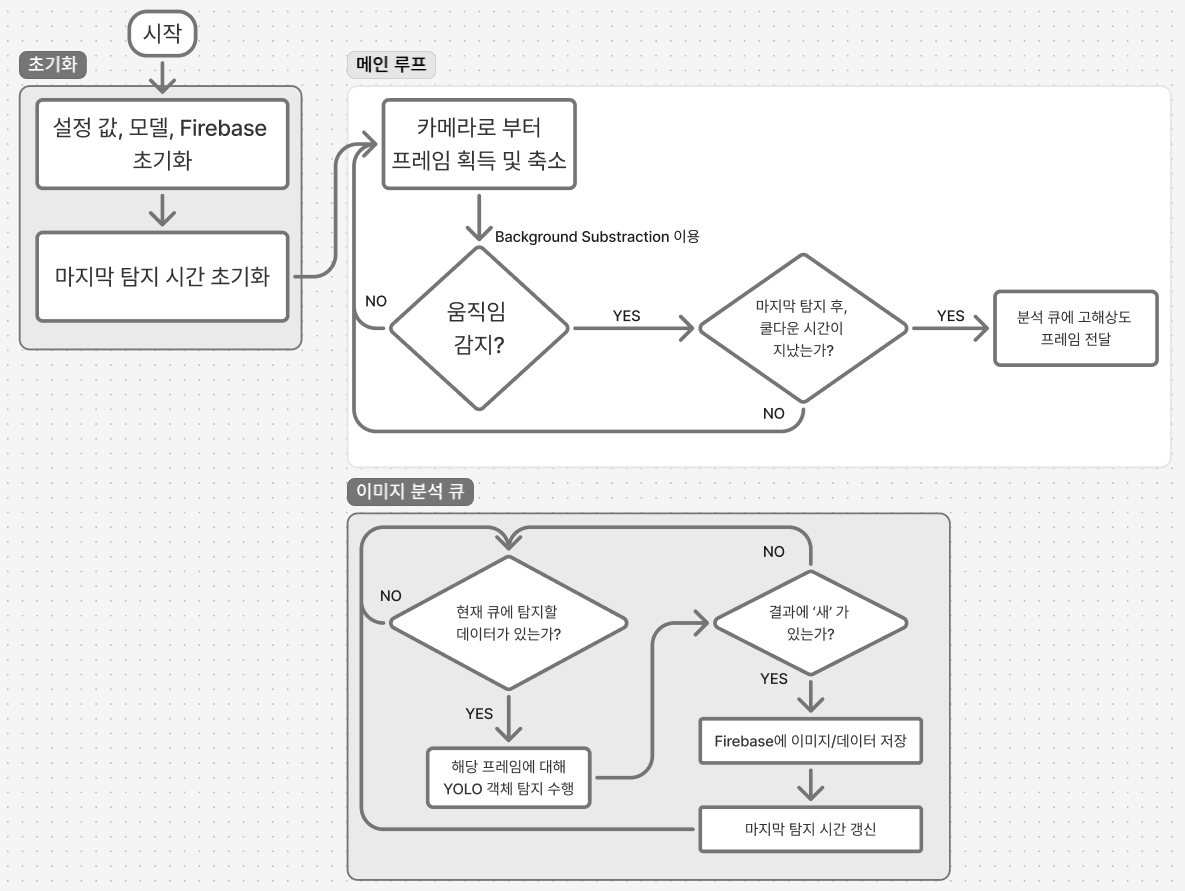 시작
초기화
설정 값, 모델, Firebase
초기화
마지막 탐지 시간 초기화
메인 루프
카메라로 부터
프레임 획득 및 축소
Background Substraction 이용
NO
움직임
감지?
YES
마지막 탐지 후,
쿨다운 시간이
지났는가?
YES
분석 큐에 고해상도
프레임 전달
NO
이미지 분석 큐
NO
현재 큐에 탐지할
데이터가 있는가?
YES
해당 프레임에 대해
YOLO 객체 탐지 수행
NO
결과에 ‘새’ 가
있는가?
YES
Firebase에 이미지/데이터 저장
마지막 탐지 시간 갱신